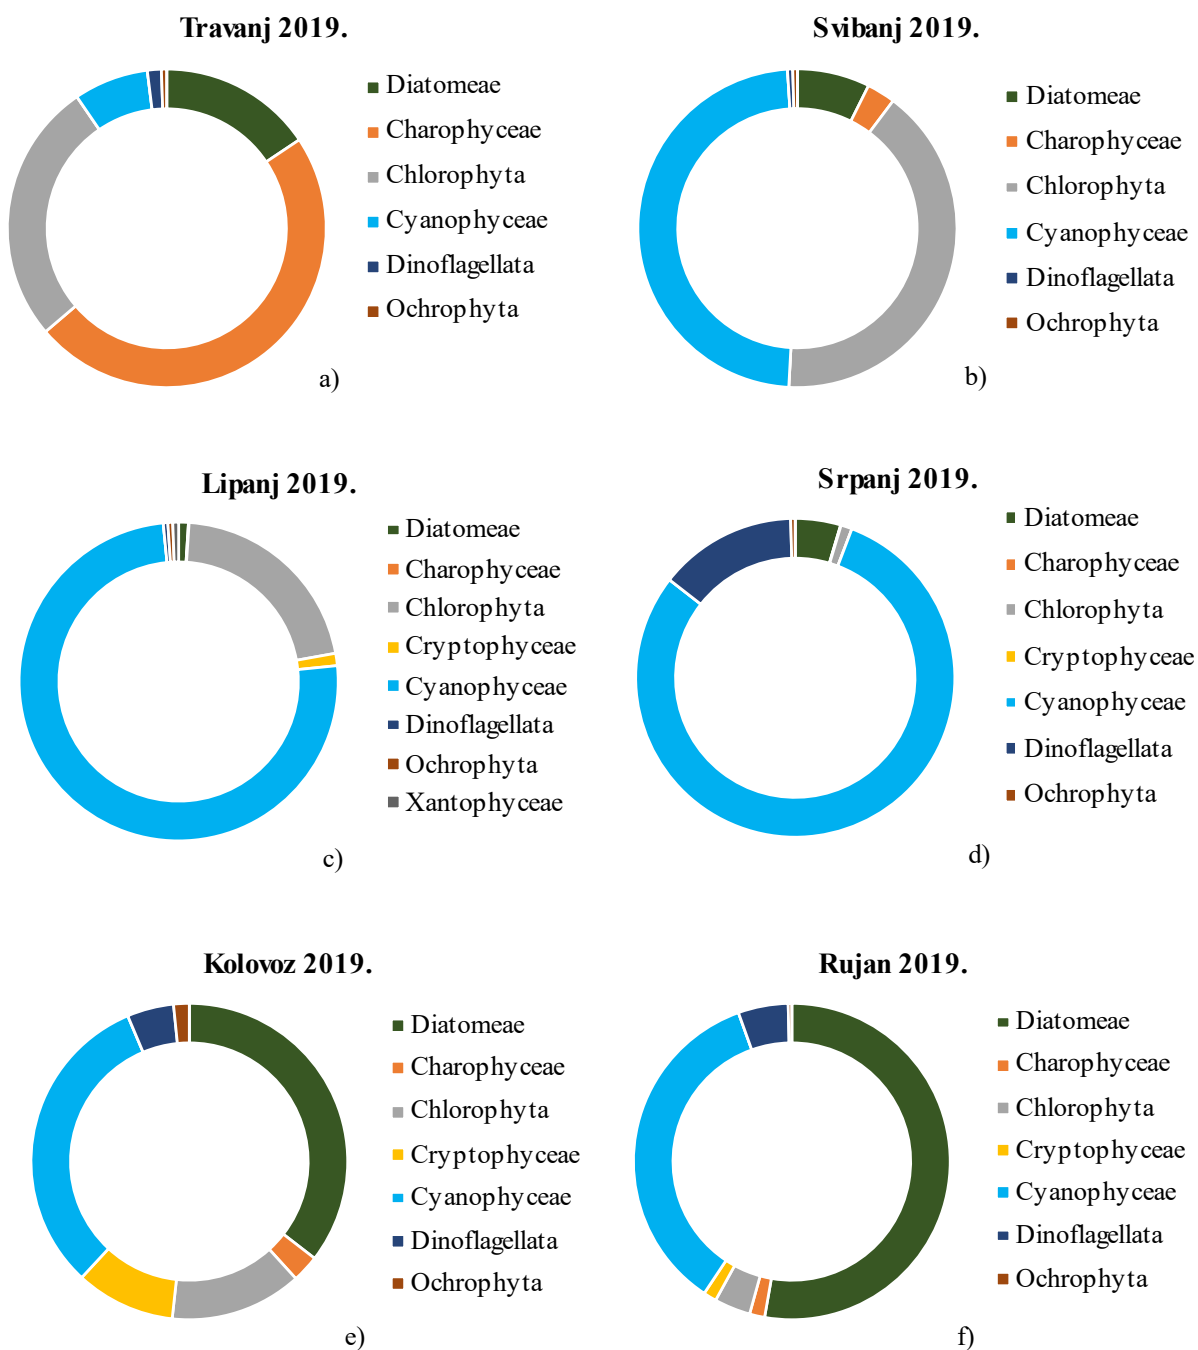 Travanj 2019.
Diatomeae
Charophyceae
Chlorophyta
Cyanophyceae
Dinoflagellata
Ochrophyta
a)
Svibanj 2019.
Diatomeae
Charophyceae
Chlorophyta
Cyanophyceae
Dinoflagellata
Ochrophyta
b)
Lipanj 2019.
Diatomeae
Charophyceae
Chlorophyta
Cryptophyceae
Cyanophyceae
Dinoflagellata
Ochrophyta
Xantophyceae
c)
Srpanj 2019.
Diatomeae
Charophyceae
Chlorophyta
Cryptophyceae
Cyanophyceae
Dinoflagellata
Ochrophyta
d)
Kolovoz 2019.
Diatomeae
Charophyceae
Chlorophyta
Cryptophyceae
Cyanophyceae
Dinoflagellata
Ochrophyta
e)
Rujan 2019.
Diatomeae
Charophyceae
Chlorophyta
Cryptophyceae
Cyanophyceae
Dinoflagellata
Ochrophyta
f)